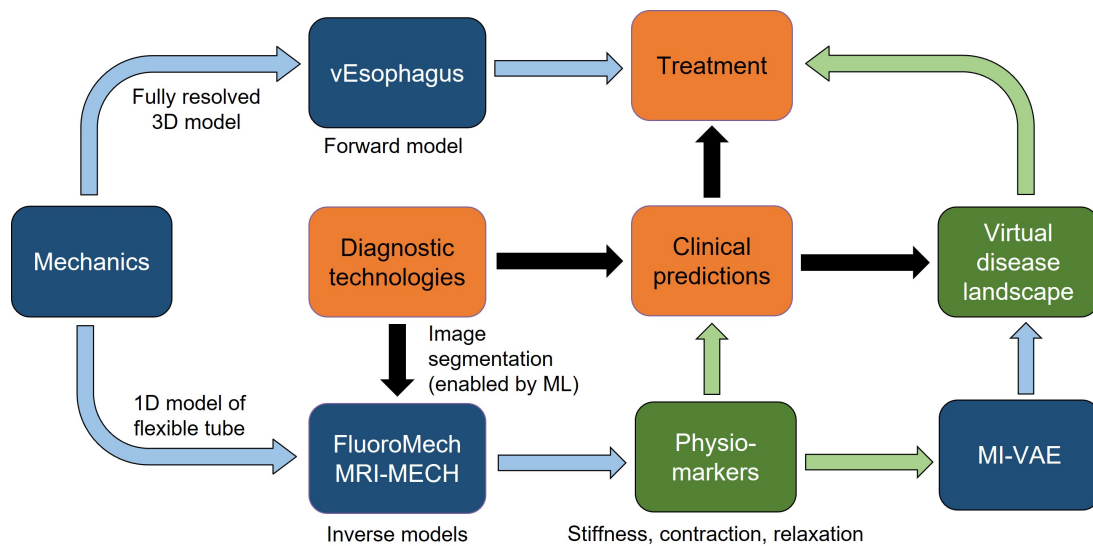 vEsophagus
Treatment
Fully resolved
3D model
Forward model
Mechanics
Diagnostic
technologies
Clinical
predictions
Virtual
disease
landscape
Image
segmentation
(enabled by ML)
1D model of
flexible tube
FluoroMech
MRI-MECH
Physio-
markers
MI-VAE
Inverse models
Stiffness, contraction, relaxation